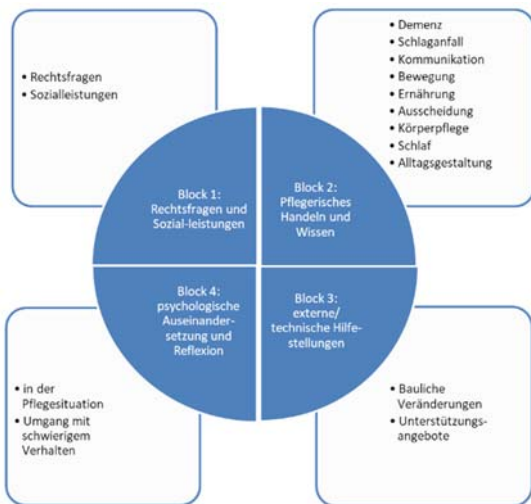 • Rechtsfragen
• Sozialleistungen
• Demenz
• Schlaganfall
• Kommunikation
• Bewegung
• Ernährung
• Ausscheidung
• Körperpflege
• Schlaf
• Alltagsgestaltung
Block 1:
Rechtsfragen und
Sozial-leistungen
Block 2:
Pflegerisches
Handeln und
Wissen
Block 4:
psychologische
Auseinander-
setzung und
Reflexion
Block 3:
externe/
technische Hilfe-
stellungen
• in der
Pflegesituation
• Umgang mit
schwierigem
Verhalten
• Bauliche
Veränderungen
• Unterstützungs-
angebote